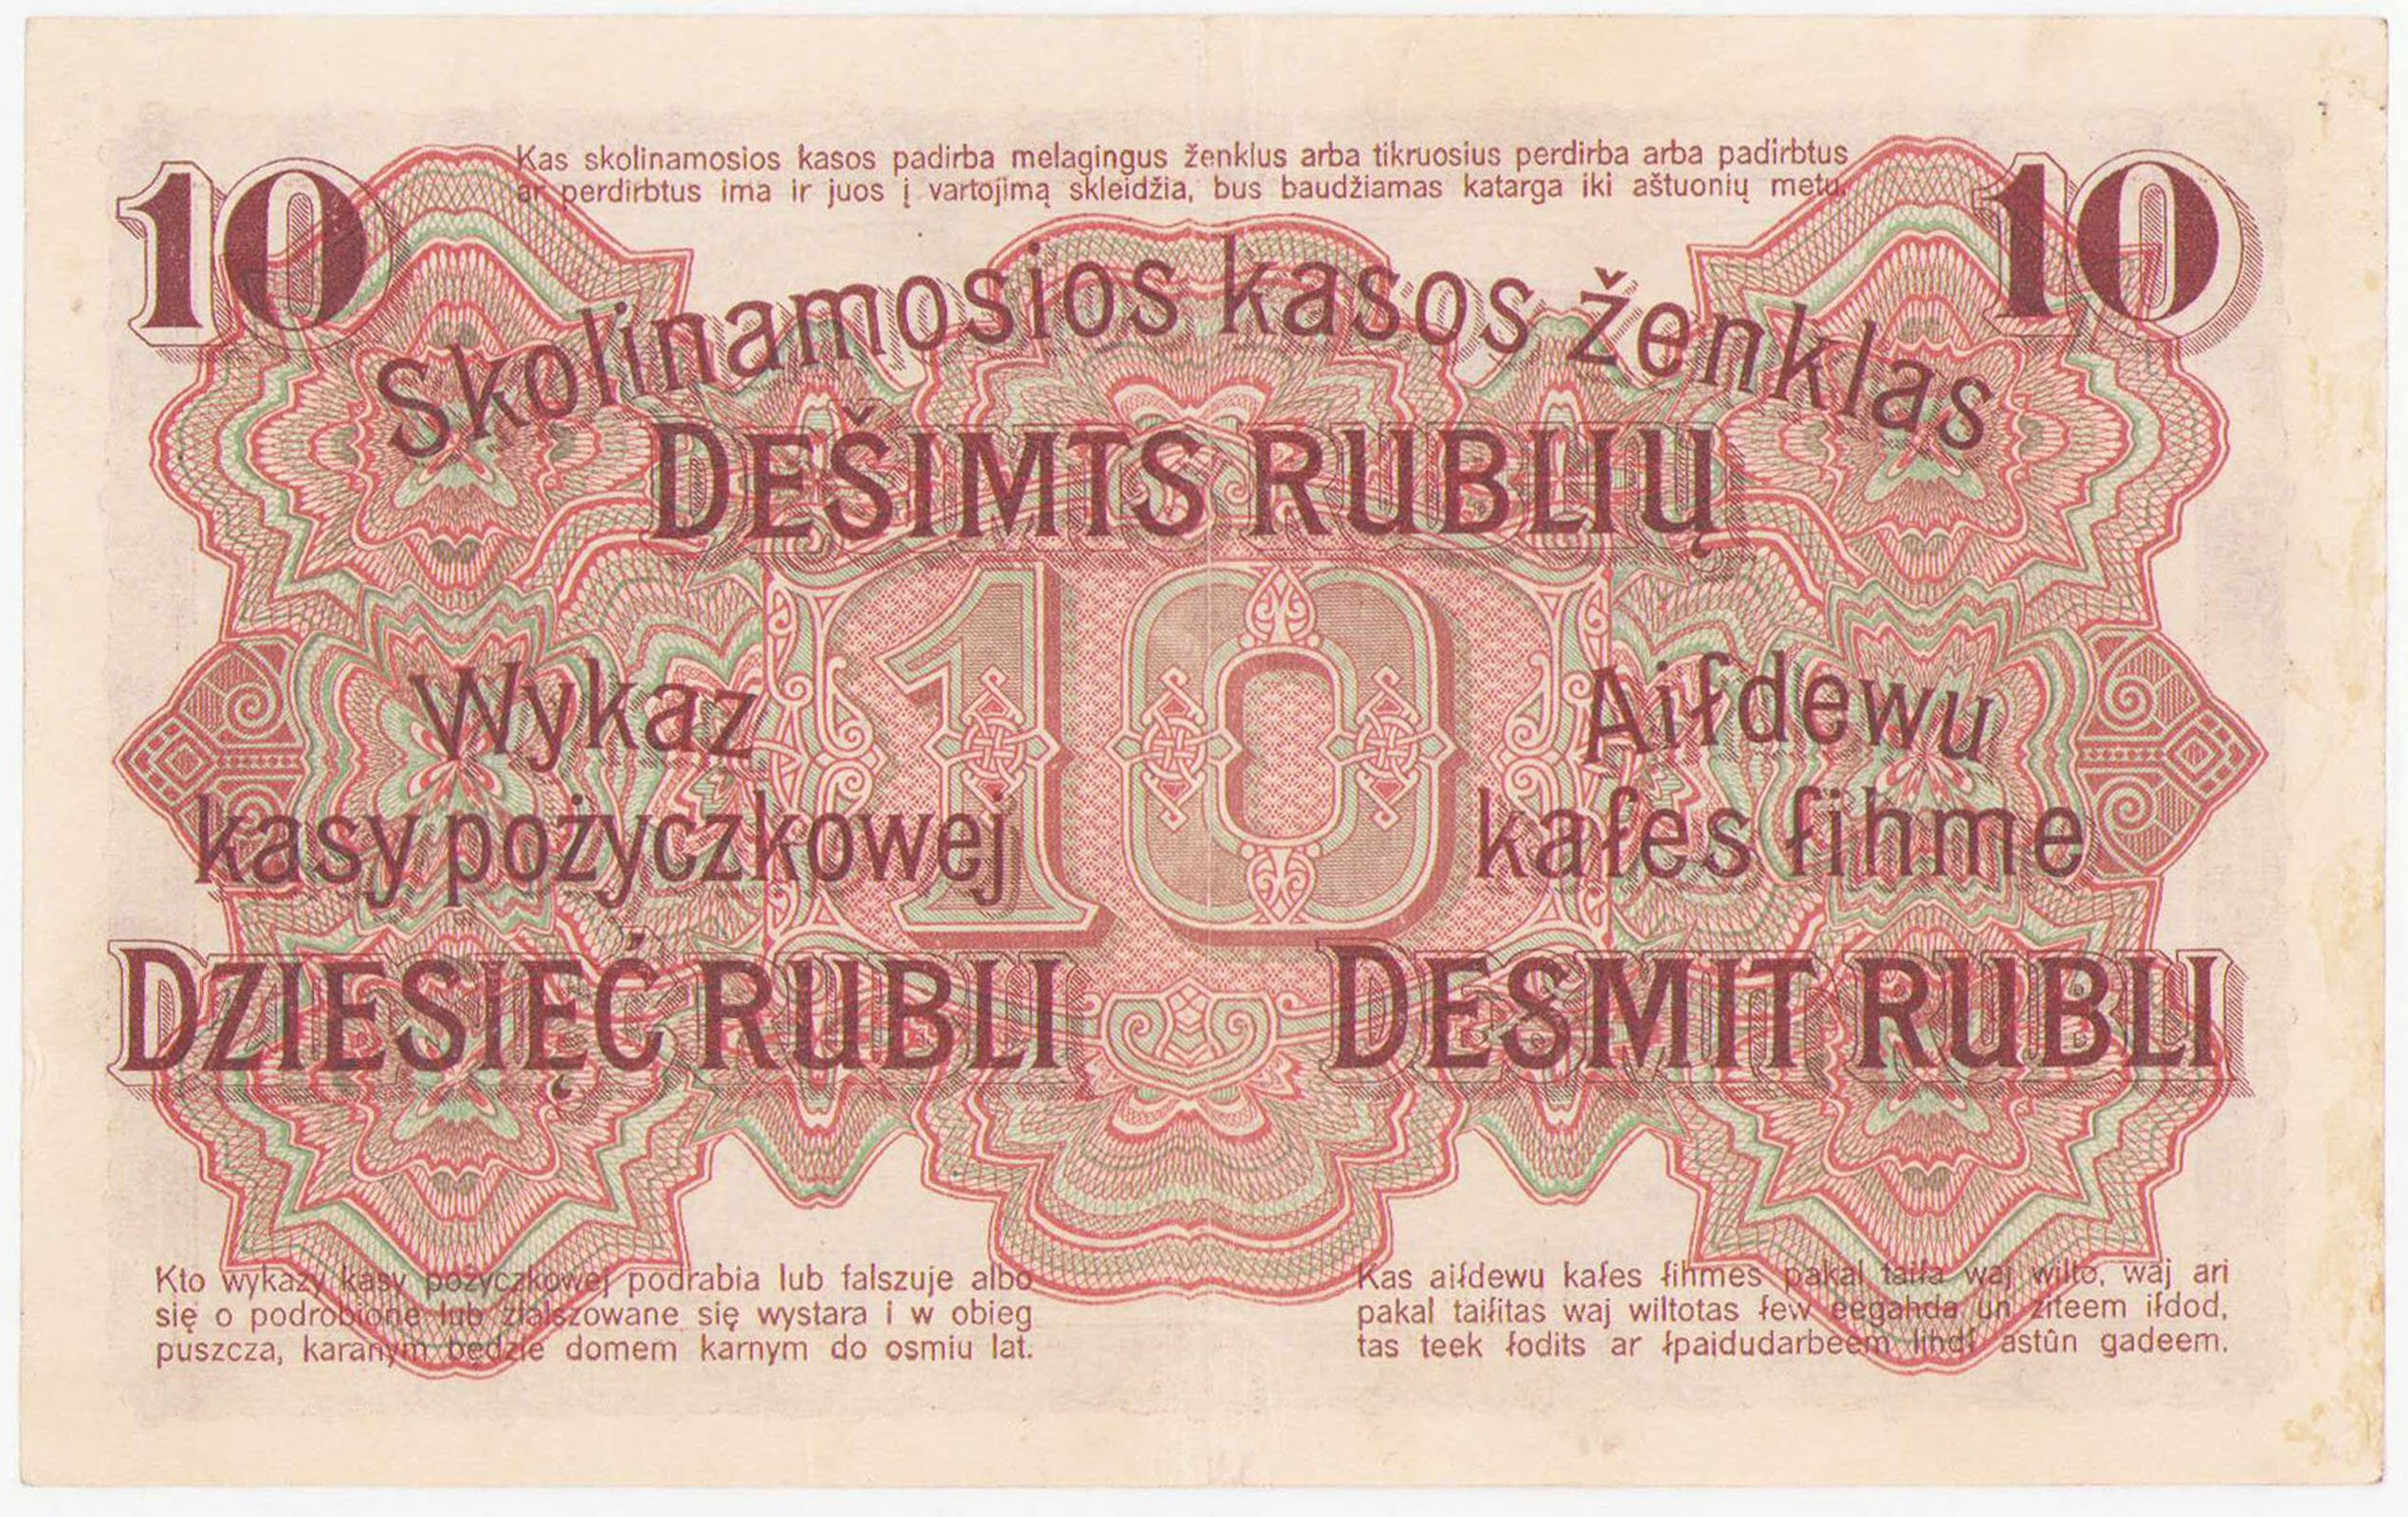 10
10
Kas skolinamosios kasos padirba melagingus ženklus arba tikruosius perdirba arba padirbtus
ar perdirbtus ima ir juos į vartojimą skleidžia, bus baudžiamas katarga iki aštuonių metų.
Skolinamosios kasos ženklas
DEŠIMTS RUBLIŲ
10
Wykaz
kasy pożyczkowej
DZIESIĘĆ RUBLI
Aiſdewu
kaſes ſihme
DESMIT RUBLI
Kto wykazy kasy pożyczkowej podrabia lub falszuje albo
się o podrobione lub zfalszowane się wystara i w obieg
puszcza, karanym będzie domem karnym do osmiu lat.
Kas aiſdewu kaſes ſihmes pakaļ taiſa waj wilto, waj ari
pakaļ taiſitas waj wiltotas ſew eegahda un ziteem iſdod,
tas teek ſodits ar ſpaidudarbeem lihdſ astûn gadeem.